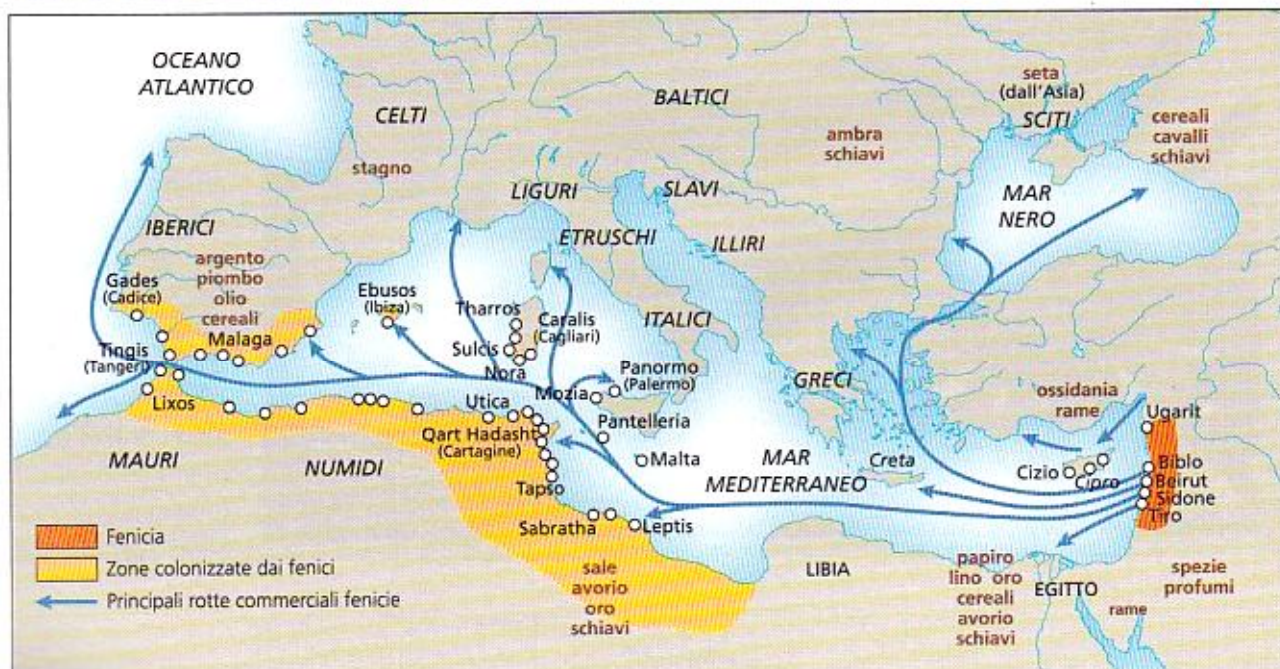 OCEANO
ATLANTICO
CELTI
stagno
BALTICI
ambra
schiavi
seta
(dall'Asia)
SCITI
cereali
cavalli
schiavi
MAR
NERO
LIGURI
SLAVI
ETRUSCHI
ILLIRI
ITALICI
IBERICI
argento
piombo
olio
cereali
Gades
(Cadice)
Malaga
Tingis
(Tangeri)
Lixos
Ebusos
(Ibiza)
Tharros
Caralis
(Cagliari)
Sulcis
Nora
Mozia
Panormo
(Palermo)
Pantelleria
Malta
GRECI
Creta
MAR
MEDITERRANEO
ossidania
rame
Ugarit
Cizio
Cipro
Biblo
Beirut
Sidone
Tiro
Utica
Qart Hadasht
(Cartagine)
Tapso
Sabratha
Leptis
MAURI
NUMIDI
sale
avorio
oro
schiavi
LIBIA
papiro
lino oro
cereali
avorio
schiavi
EGITTO
rame
spezie
profumi
Fenicia
Zone colonizzate dai fenici
Principali rotte commerciali fenicie